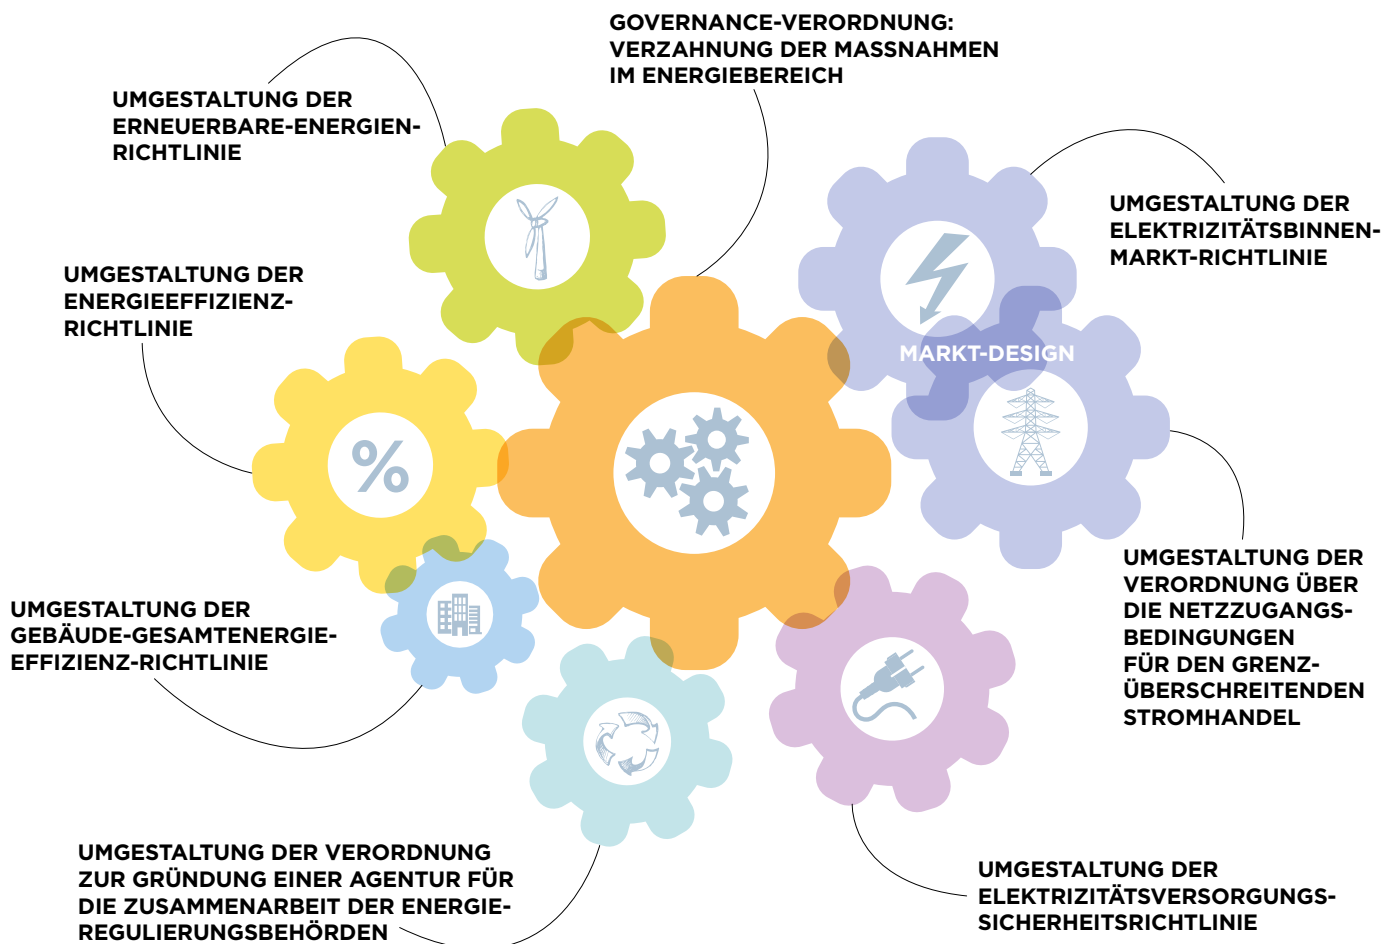 GOVERNANCE-VERORDNUNG:
VERZAHNUNG DER MASSNAHMEN
IM ENERGIEBEREICH
UMGESTALTUNG DER
ERNEUERBARE-ENERGIEN-
RICHTLINIE
UMGESTALTUNG DER
ELEKTRIZITÄTSBINNEN-
MARKT-RICHTLINIE
UMGESTALTUNG DER
ENERGIEEFFIZIENZ-
RICHTLINIE
MARKT-DESIGN
%
UMGESTALTUNG DER
VERORDNUNG ÜBER
DIE NETZZUGANGS-
BEDINGUNGEN
FÜR DEN GRENZ-
ÜBERSCHREITENDEN
STROMHANDEL
UMGESTALTUNG DER
GEBÄUDE-GESAMTENERGIE-
EFFIZIENZ-RICHTLINIE
UMGESTALTUNG DER VERORDNUNG
ZUR GRÜNDUNG EINER AGENTUR FÜR
DIE ZUSAMMENARBEIT DER ENERGIE-
REGULIERUNGSBEHÖRDEN
UMGESTALTUNG DER
ELEKTRIZITÄTSVERSORGUNGS-
SICHERHEITSRICHTLINIE